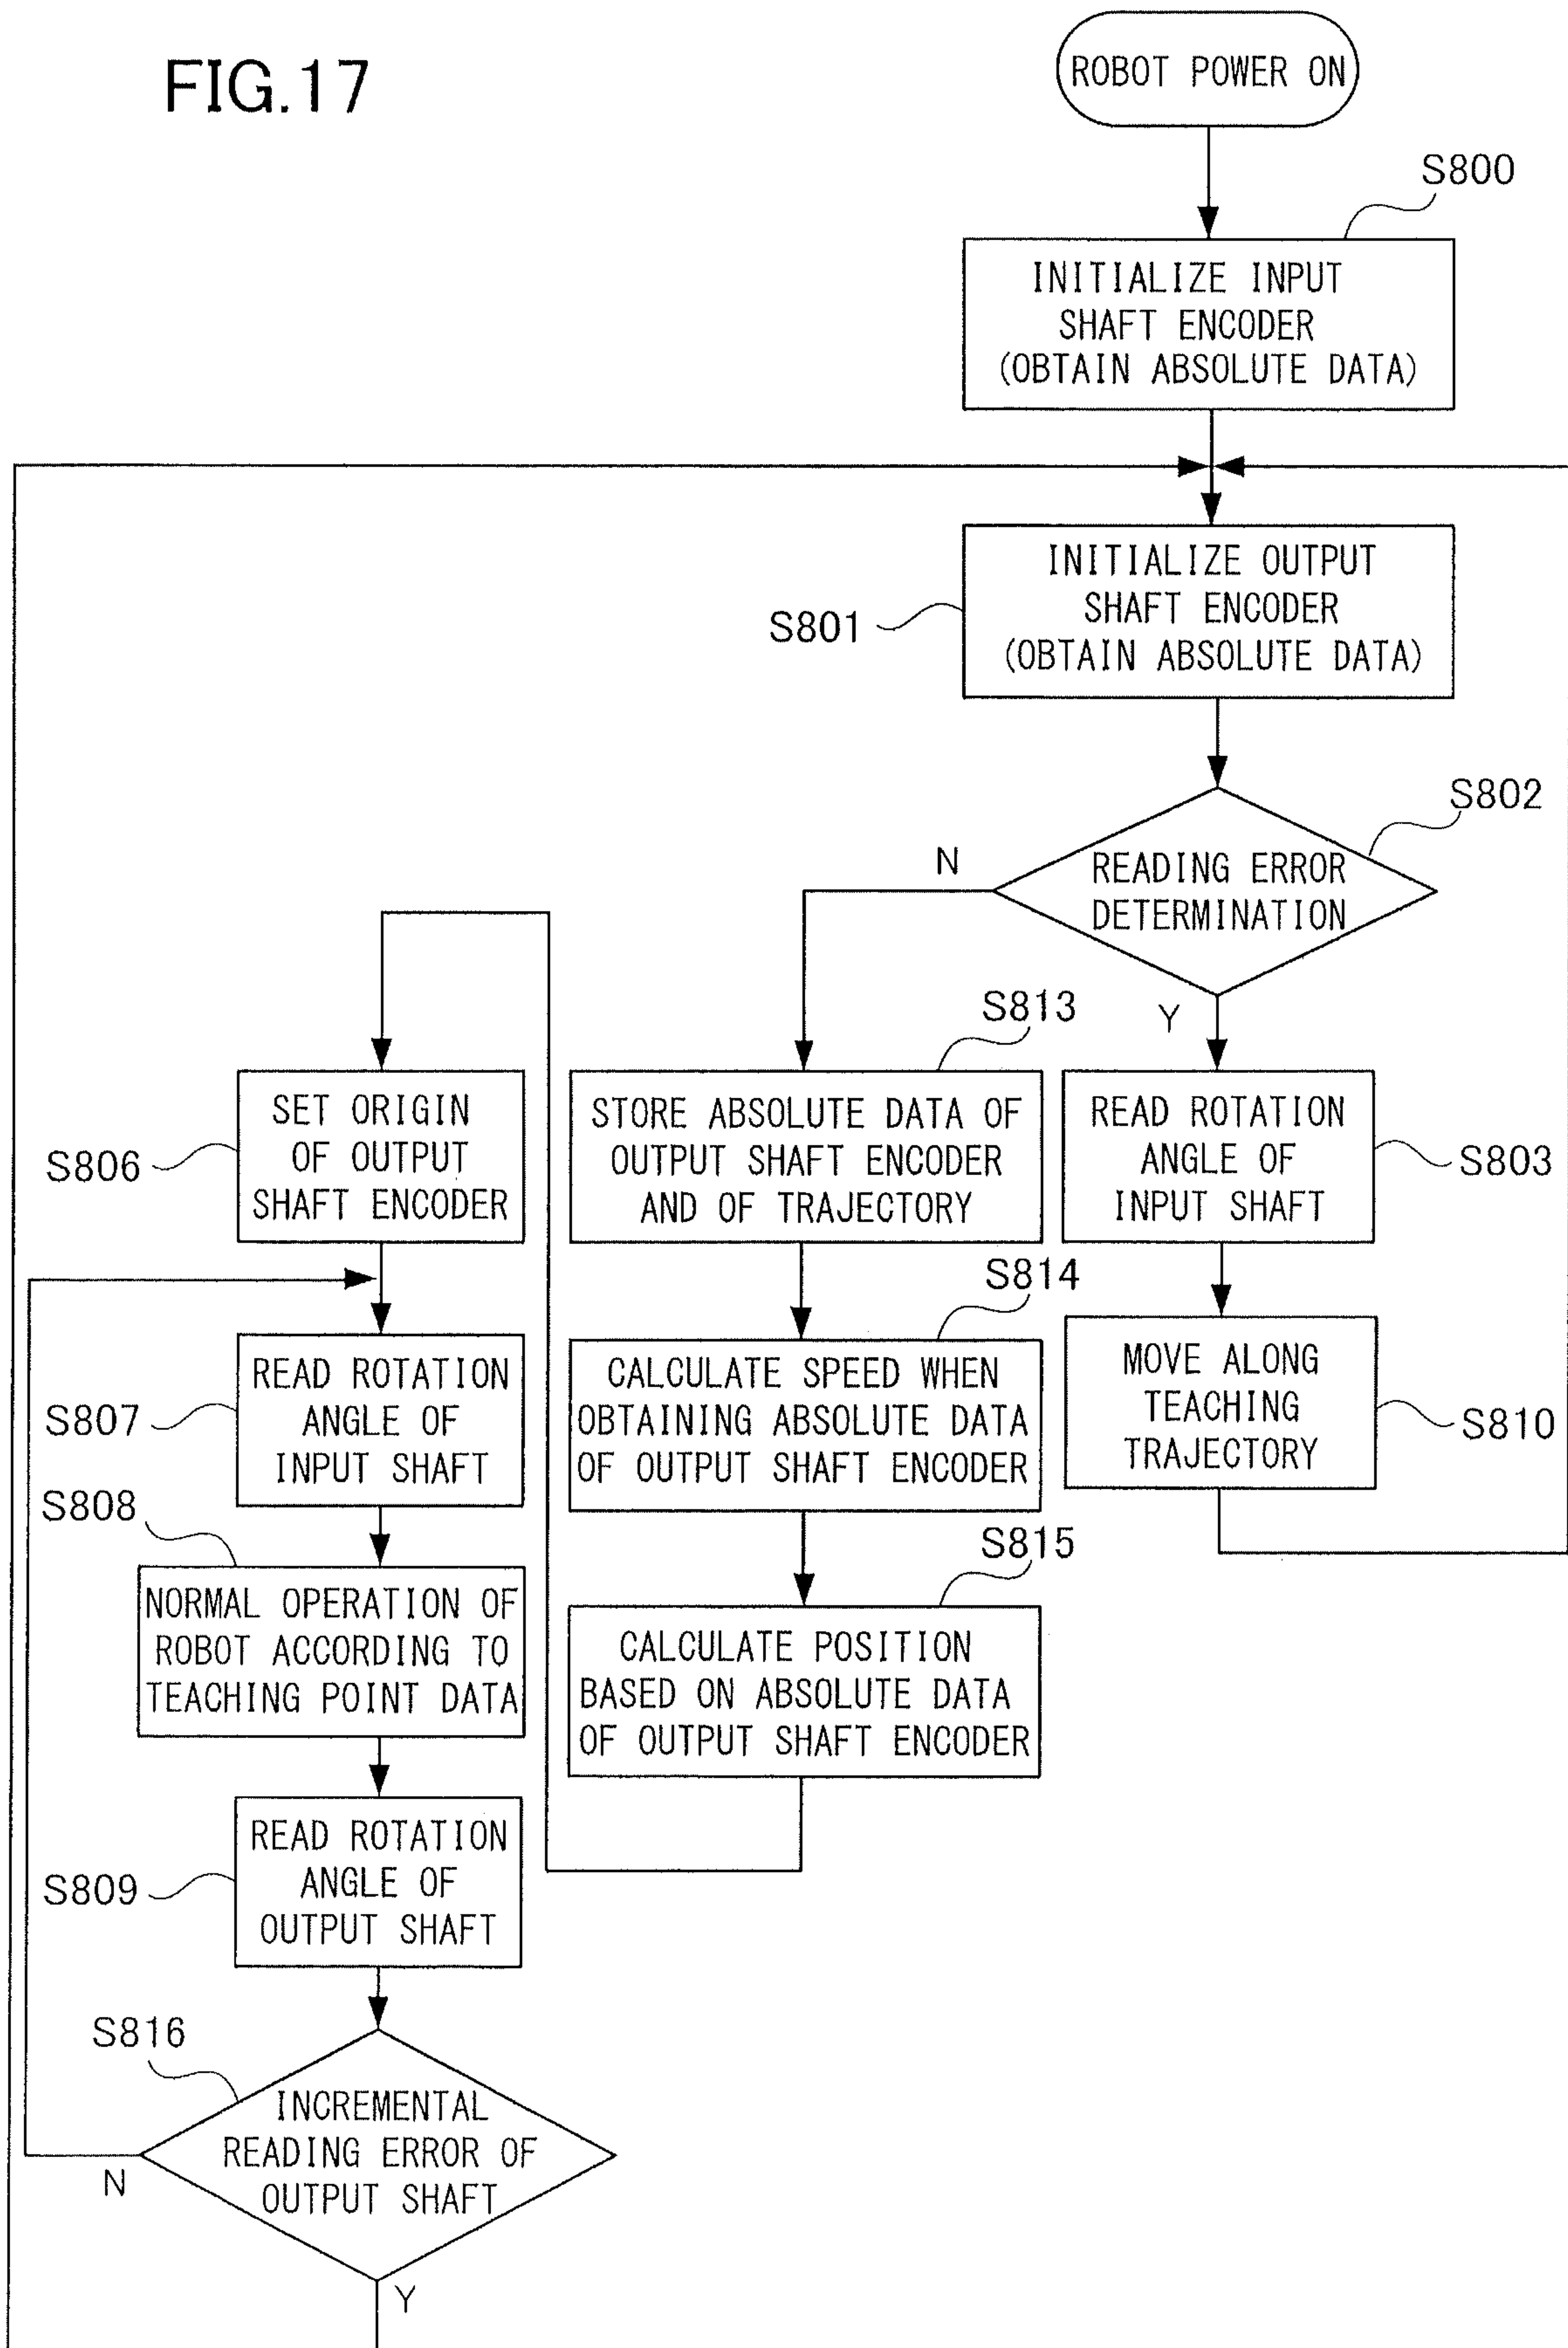 FIG.17
ROBOT POWER ON
S800
INITIALIZE INPUT
SHAFT ENCODER
(OBTAIN ABSOLUTE DATA)
S801
INITIALIZE OUTPUT
SHAFT ENCODER
(OBTAIN ABSOLUTE DATA)
S802
READING ERROR
DETERMINATION
N
Y
S803
READ ROTATION
ANGLE OF
INPUT SHAFT
S810
MOVE ALONG
TEACHING
TRAJECTORY
S813
STORE ABSOLUTE DATA OF
OUTPUT SHAFT ENCODER
AND OF TRAJECTORY
S814
CALCULATE SPEED WHEN
OBTAINING ABSOLUTE DATA
OF OUTPUT SHAFT ENCODER
S815
CALCULATE POSITION
BASED ON ABSOLUTE DATA
OF OUTPUT SHAFT ENCODER
S806
SET ORIGIN
OF OUTPUT
SHAFT ENCODER
S807
READ ROTATION
ANGLE OF
INPUT SHAFT
S808
NORMAL OPERATION OF
ROBOT ACCORDING TO
TEACHING POINT DATA
S809
READ ROTATION
ANGLE OF
OUTPUT SHAFT
S816
INCREMENTAL
READING ERROR OF
OUTPUT SHAFT
N
Y